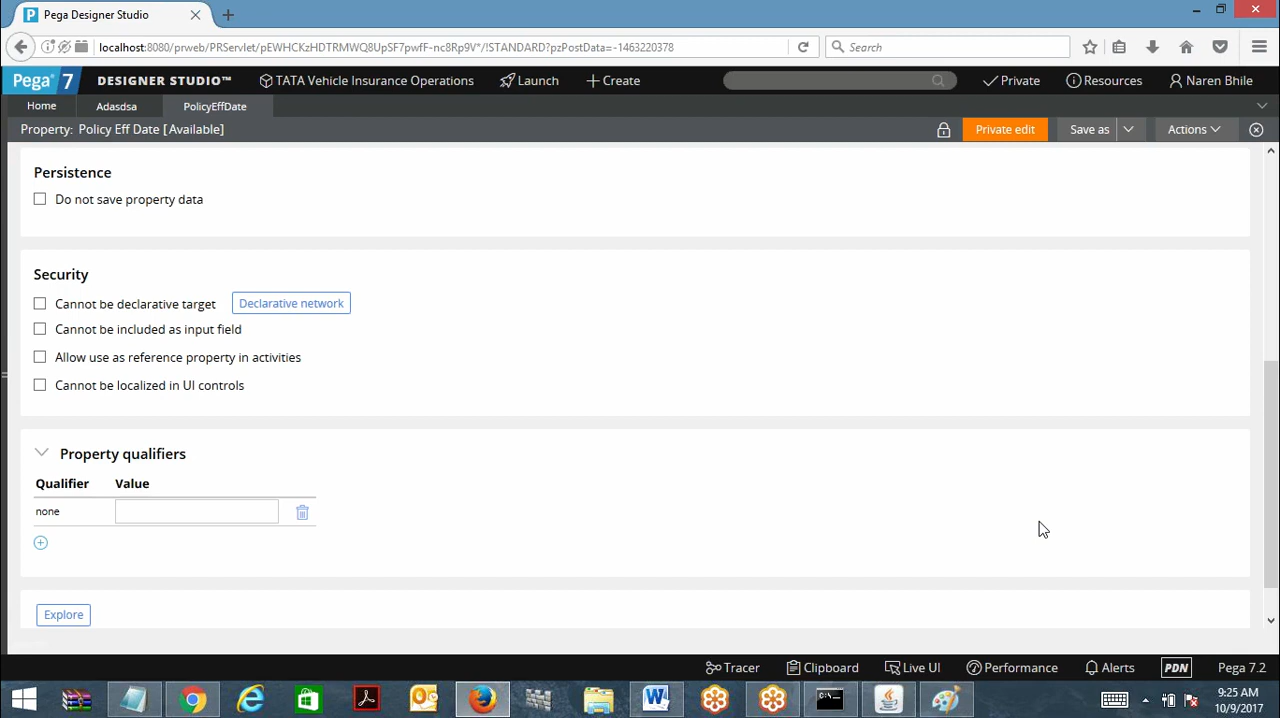 Pega Designer Studio
localhost:8080/prweb/PRServlet/pEWHCKzHDTRMWQ8UpSF7pwfF-nc8Rp9V*/!STANDARD?pzPostData=-1463220378
Search
Pega 7 DESIGNER STUDIO™ TATA Vehicle Insurance Operations Launch Create Private Resources Naren Bhile
Home Adasdsa PolicyEffDate
Property: Policy Eff Date [Available] Private edit Save as Actions
Persistence
Do not save property data
Security
Cannot be declarative target Declarative network
Cannot be included as input field
Allow use as reference property in activities
Cannot be localized in UI controls
Property qualifiers
Qualifier Value
none
Explore
Tracer Clipboard Live UI Performance Alerts PDN Pega 7.2
9:25 AM
10/9/2017